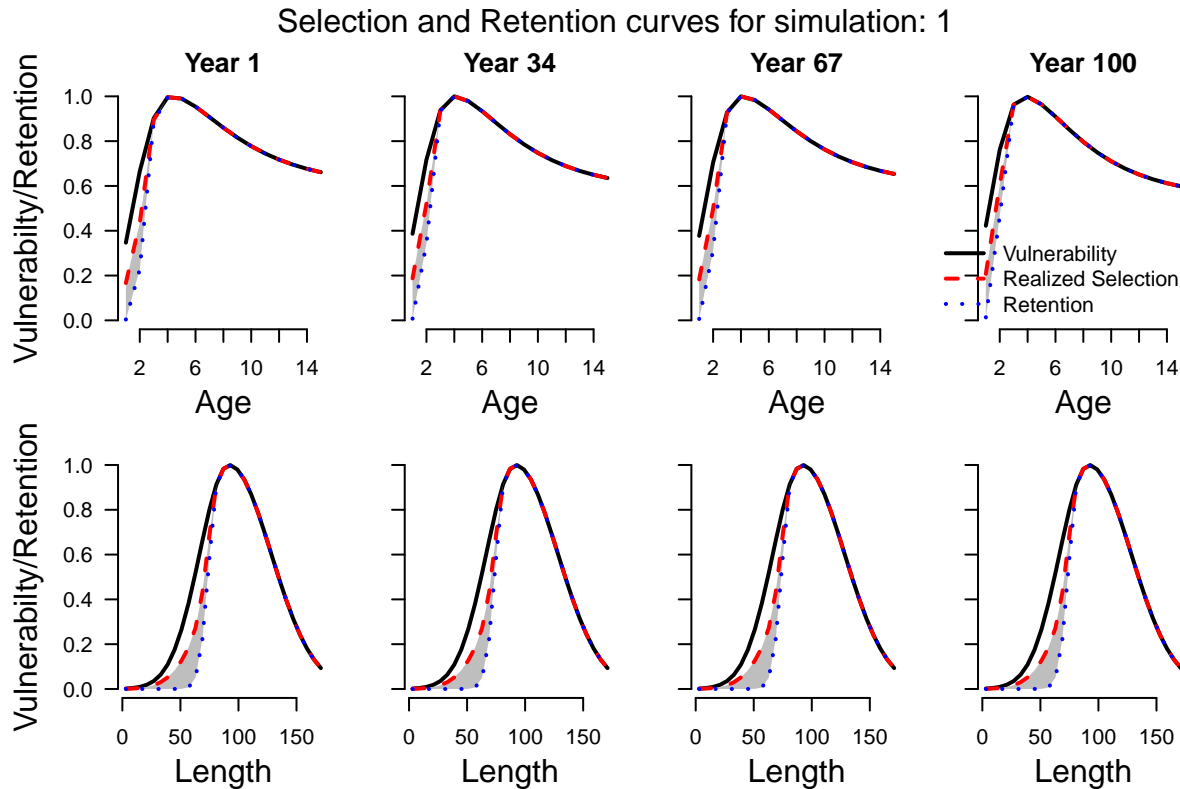 Selection and Retention curves for simulation: 1
Year 1 Year 34 Year 67 Year 100
Vulnerabilty/Retention
1.0
0.8
0.6
0.4
0.2
0.0
Vulnerability
Realized Selection
Retention
2 6 10 14 2 6 10 14 2 6 10 14 2 6 10 14
Age Age Age Age
Vulnerabilty/Retention
1.0
0.8
0.6
0.4
0.2
0.0
0 50 100 150 0 50 100 150 0 50 100 150 0 50 100 150
Length Length Length Length